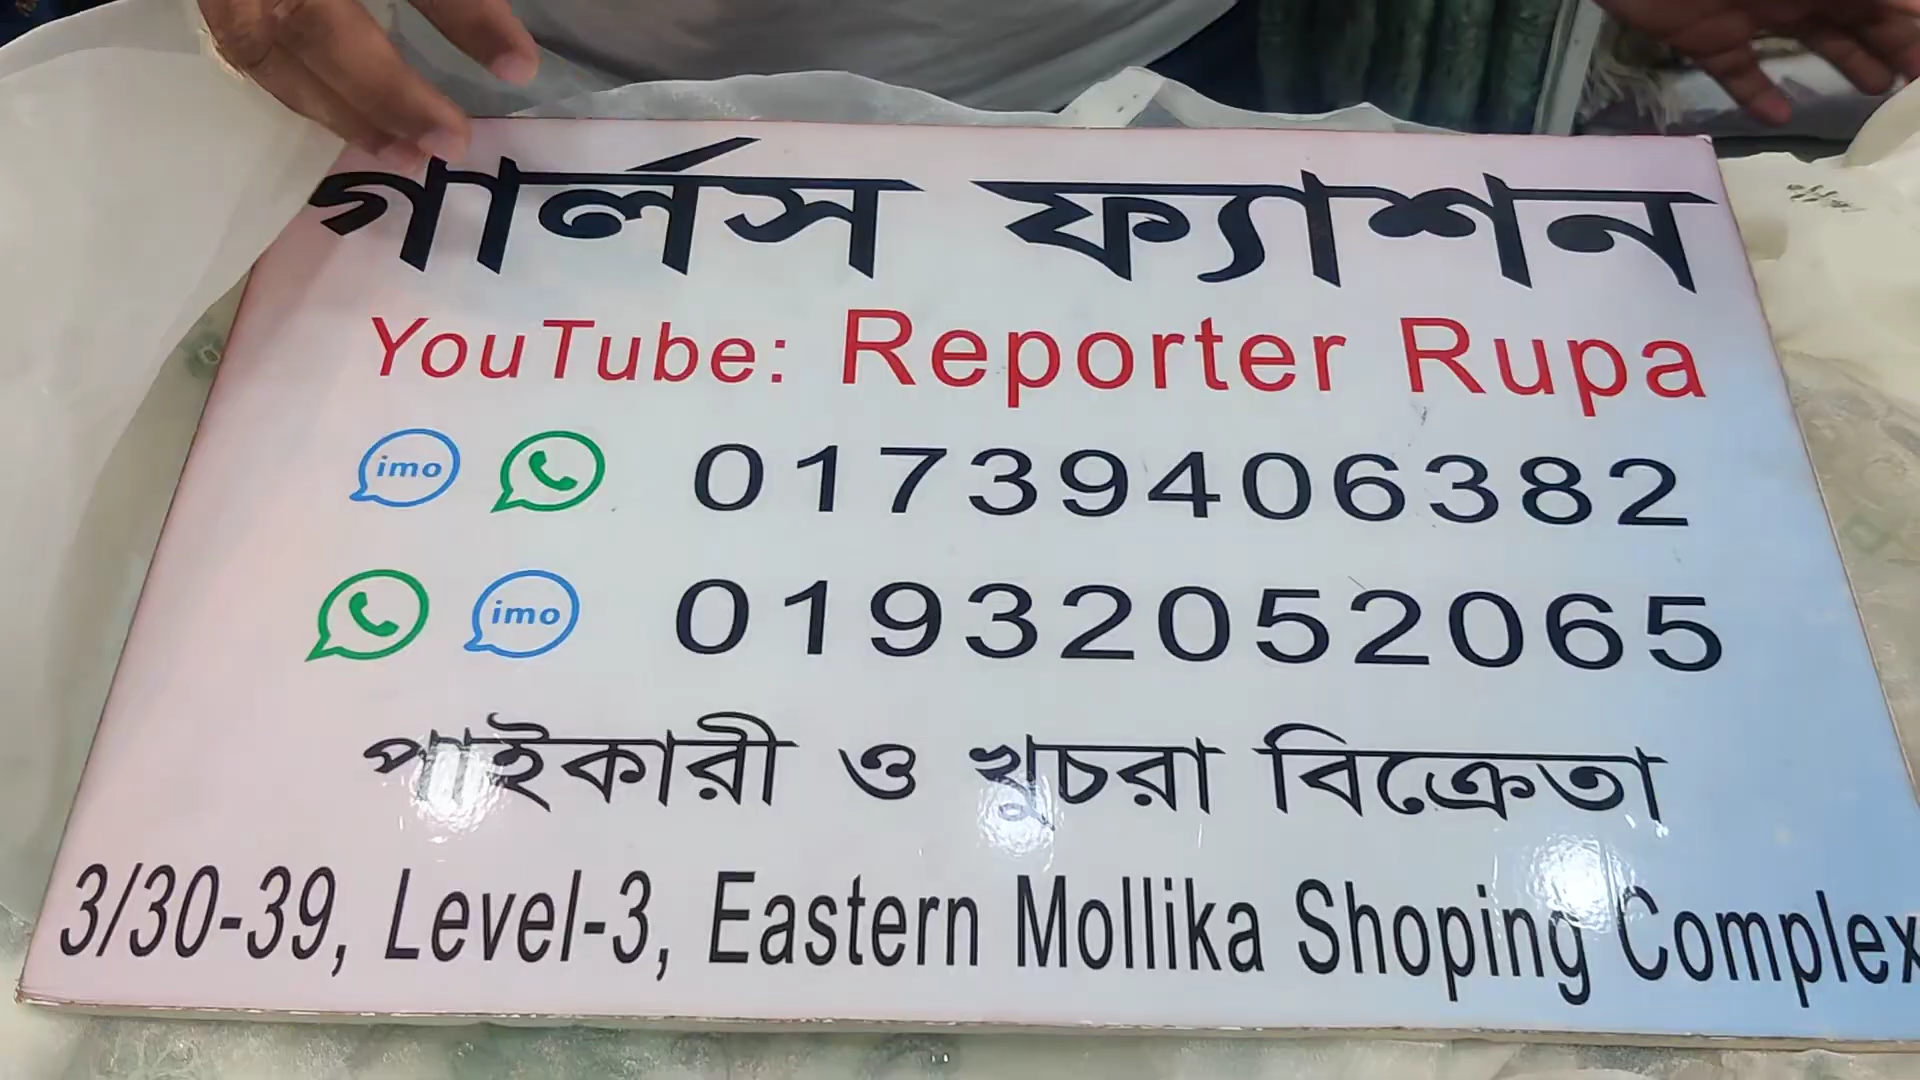 গার্লস ফ্যাশন
YouTube: Reporter Rupa
imo 01739406382
imo 01932052065
পাইকারী ও খুচরা বিক্রেতা
3/30-39, Level-3, Eastern Mollika Shoping Complex